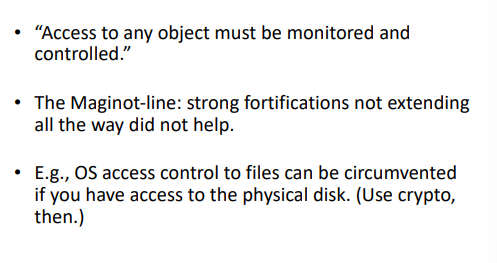 • “Access to any object must be monitored and
controlled.”
• The Maginot-line: strong fortifications not extending
all the way did not help.
• E.g., OS access control to files can be circumvented
if you have access to the physical disk. (Use crypto,
then.)